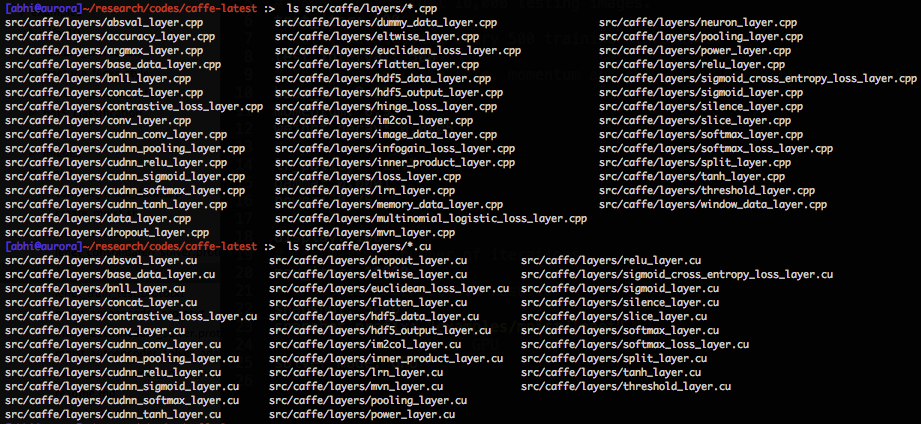 [abhi@aurora]~/research/codes/caffe-latest :> ls src/caffe/layers/*.cpp
src/caffe/layers/absval_layer.cpp src/caffe/layers/dummy_data_layer.cpp src/caffe/layers/neuron_layer.cpp
src/caffe/layers/accuracy_layer.cpp src/caffe/layers/eltwise_layer.cpp src/caffe/layers/pooling_layer.cpp
src/caffe/layers/argmax_layer.cpp src/caffe/layers/euclidean_loss_layer.cpp src/caffe/layers/power_layer.cpp
src/caffe/layers/base_data_layer.cpp src/caffe/layers/flatten_layer.cpp src/caffe/layers/relu_layer.cpp
src/caffe/layers/bnll_layer.cpp src/caffe/layers/hdf5_data_layer.cpp src/caffe/layers/sigmoid_cross_entropy_loss_layer.cpp
src/caffe/layers/concat_layer.cpp src/caffe/layers/hdf5_output_layer.cpp src/caffe/layers/sigmoid_layer.cpp
src/caffe/layers/contrastive_loss_layer.cpp src/caffe/layers/hinge_loss_layer.cpp src/caffe/layers/silence_layer.cpp
src/caffe/layers/conv_layer.cpp src/caffe/layers/im2col_layer.cpp src/caffe/layers/slice_layer.cpp
src/caffe/layers/cudnn_conv_layer.cpp src/caffe/layers/image_data_layer.cpp src/caffe/layers/softmax_layer.cpp
src/caffe/layers/cudnn_pooling_layer.cpp src/caffe/layers/infogain_loss_layer.cpp src/caffe/layers/softmax_loss_layer.cpp
src/caffe/layers/cudnn_relu_layer.cpp src/caffe/layers/inner_product_layer.cpp src/caffe/layers/split_layer.cpp
src/caffe/layers/cudnn_sigmoid_layer.cpp src/caffe/layers/loss_layer.cpp src/caffe/layers/tanh_layer.cpp
src/caffe/layers/cudnn_softmax_layer.cpp src/caffe/layers/lrn_layer.cpp src/caffe/layers/threshold_layer.cpp
src/caffe/layers/cudnn_tanh_layer.cpp src/caffe/layers/memory_data_layer.cpp src/caffe/layers/window_data_layer.cpp
src/caffe/layers/data_layer.cpp src/caffe/layers/multinomial_logistic_loss_layer.cpp
src/caffe/layers/dropout_layer.cpp src/caffe/layers/mvn_layer.cpp
[abhi@aurora]~/research/codes/caffe-latest :> ls src/caffe/layers/*.cu
src/caffe/layers/absval_layer.cu src/caffe/layers/dropout_layer.cu src/caffe/layers/relu_layer.cu
src/caffe/layers/base_data_layer.cu src/caffe/layers/eltwise_layer.cu src/caffe/layers/sigmoid_cross_entropy_loss_layer.cu
src/caffe/layers/bnll_layer.cu src/caffe/layers/euclidean_loss_layer.cu src/caffe/layers/sigmoid_layer.cu
src/caffe/layers/concat_layer.cu src/caffe/layers/flatten_layer.cu src/caffe/layers/silence_layer.cu
src/caffe/layers/contrastive_loss_layer.cu src/caffe/layers/hdf5_data_layer.cu src/caffe/layers/slice_layer.cu
src/caffe/layers/conv_layer.cu src/caffe/layers/hdf5_output_layer.cu src/caffe/layers/softmax_layer.cu
src/caffe/layers/cudnn_conv_layer.cu src/caffe/layers/im2col_layer.cu src/caffe/layers/softmax_loss_layer.cu
src/caffe/layers/cudnn_pooling_layer.cu src/caffe/layers/inner_product_layer.cu src/caffe/layers/split_layer.cu
src/caffe/layers/cudnn_relu_layer.cu src/caffe/layers/lrn_layer.cu src/caffe/layers/tanh_layer.cu
src/caffe/layers/cudnn_sigmoid_layer.cu src/caffe/layers/mvn_layer.cu src/caffe/layers/threshold_layer.cu
src/caffe/layers/cudnn_softmax_layer.cu src/caffe/layers/pooling_layer.cu
src/caffe/layers/cudnn_tanh_layer.cu src/caffe/layers/power_layer.cu